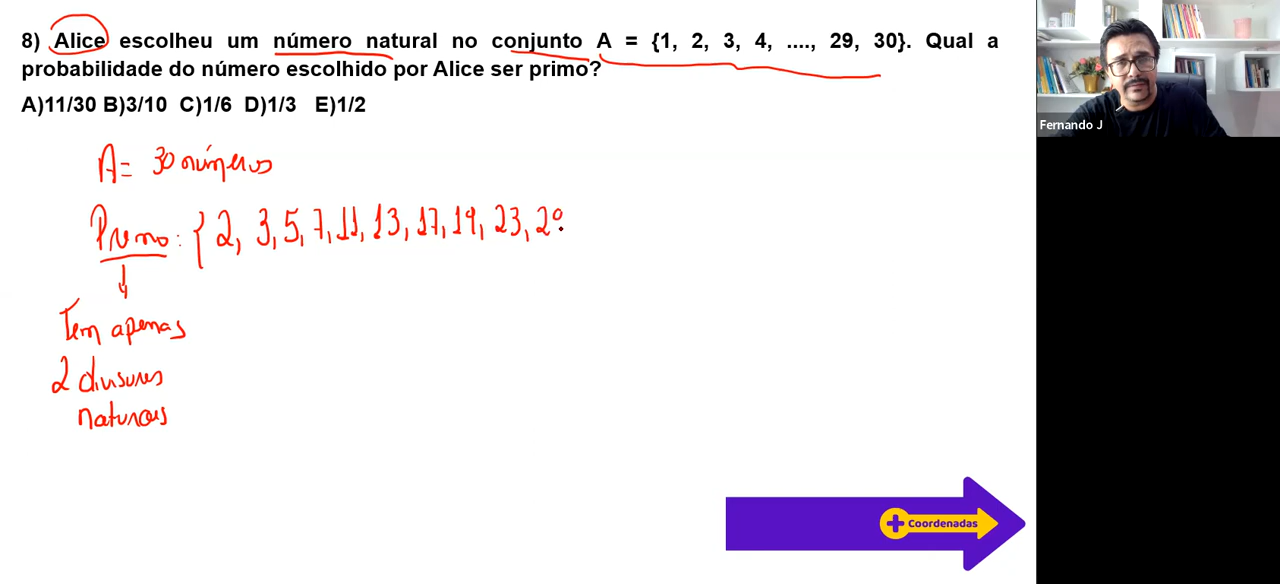 8) Alice escolheu um número natural no conjunto A = {1, 2, 3, 4, ...., 29, 30}. Qual a
probabilidade do número escolhido por Alice ser primo?
A)11/30 B)3/10 C)1/6 D)1/3 E)1/2
Fernando J
A= 30 números
Primo: { 2, 3, 5, 7, 11, 13, 17, 19, 23, 29
Tem apenas
2 divisores
naturais
+ Coordenadas